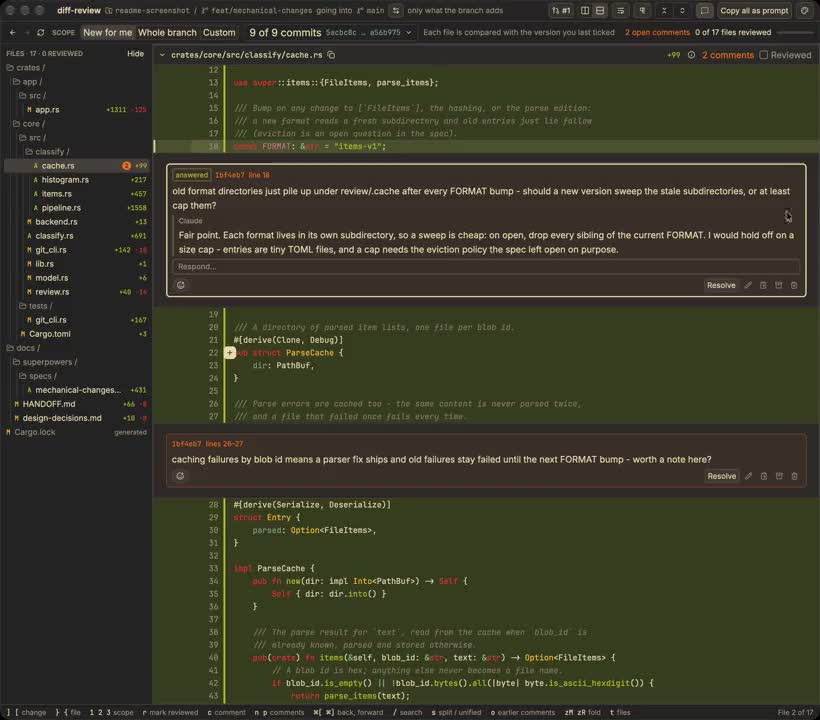 diff-review readme-screenshot / feat/mechanical-changes going into main only what the branch adds #1 Copy all as prompt
SCOPE New for me Whole branch Custom 9 of 9 commits 5acbc8c … a56b975 Each file is compared with the version you last ticked 2 open comments 0 of 17 files reviewed
FILES · 17 · 0 REVIEWED Hide
crates /
app /
src /
M app.rs +1311 -125
core /
src /
classify /
A cache.rs 2 +99
A histogram.rs +217
A items.rs +457
A pipeline.rs +1558
M backend.rs +13
A classify.rs +691
M git_cli.rs +142 -18
M lib.rs +1
M model.rs +6
M review.rs +40 -14
tests /
M git_cli.rs +167
M Cargo.toml +3
docs /
superpowers /
specs /
A mechanical-changes... +431
M HANDOFF.md +66 -8
M design-decisions.md +18 -8
Cargo.lock generated
crates/core/src/classify/cache.rs +99 2 comments Reviewed
12
13 use super::items::{FileItems, parse_items};
14
15 /// Bump on any change to [`FileItems`], the hashing, or the parse edition:
16 /// a new format reads a fresh subdirectory and old entries just lie fallow
17 /// (eviction is an open question in the spec).
18 const FORMAT: &str = "items-v1";
answered 1bf4eb7 line 18
old format directories just pile up under review/.cache after every FORMAT bump - should a new version sweep the stale subdirectories, or at least
cap them?
Claude
Fair point. Each format lives in its own subdirectory, so a sweep is cheap: on open, drop every sibling of the current FORMAT. I would hold off on a
size cap - entries are tiny TOML files, and a cap needs the eviction policy the spec left open on purpose.
Respond...
Resolve
19
20 /// A directory of parsed item lists, one file per blob id.
21 #[derive(Clone, Debug)]
22 pub struct ParseCache {
23 dir: PathBuf,
24 }
25
26 /// Parse errors are cached too - the same content is never parsed twice,
27 /// and a file that failed once fails every time.
1bf4eb7 lines 26-27
caching failures by blob id means a parser fix ships and old failures stay failed until the next FORMAT bump - worth a note here?
Resolve
28 #[derive(Serialize, Deserialize)]
29 struct Entry {
30 parsed: Option<FileItems>,
31 }
32
33 impl ParseCache {
34 pub fn new(dir: impl Into<PathBuf>) -> Self {
35 Self { dir: dir.into() }
36 }
37
38 /// The parse result for `text`, read from the cache when `blob_id` is
39 /// already known, parsed and stored otherwise.
40 pub(crate) fn items(&self, blob_id: &str, text: &str) -> Option<FileItems> {
41 // A blob id is hex; anything else never becomes a file name.
42 if blob_id.is_empty() || !blob_id.bytes().all(|byte| byte.is_ascii_hexdigit()) {
43 return parse_items(text);
] [ change } { file 1 2 3 scope r mark reviewed c comment n p comments ⌘[ ⌘] back, forward / search s split / unified o earlier comments zM zR fold t files File 2 of 17